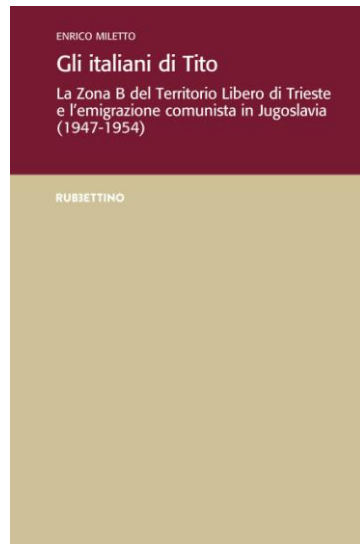 ENRICO MILETTO
Gli italiani di Tito
La Zona B del Territorio Libero di Trieste
e l'emigrazione comunista in Jugoslavia
(1947-1954)
RUBBETTINO